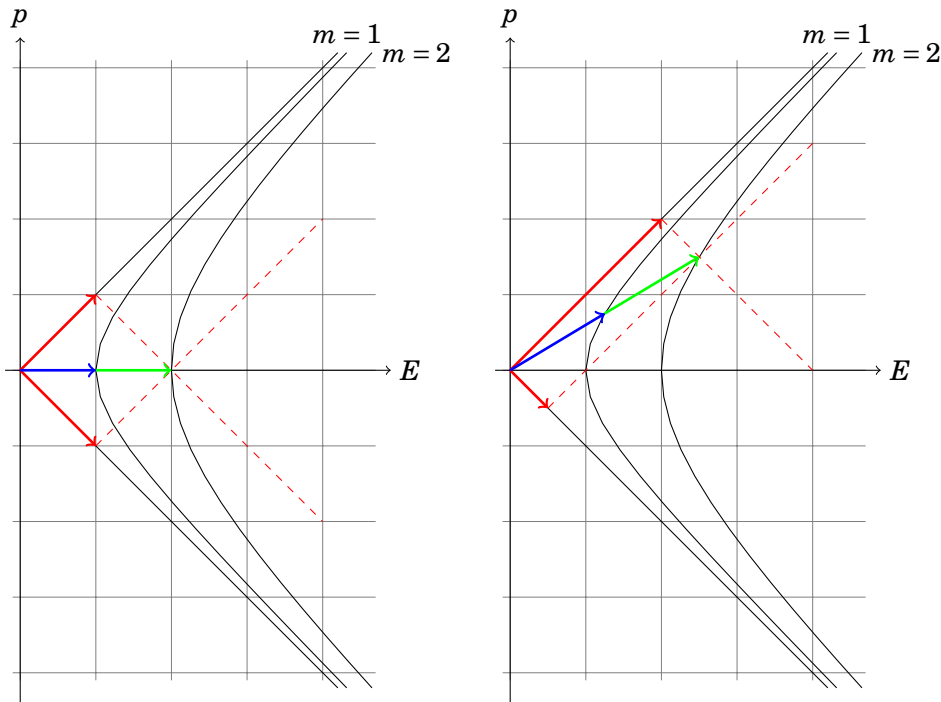 p
m = 1
m = 2
E
p
m = 1
m = 2
E